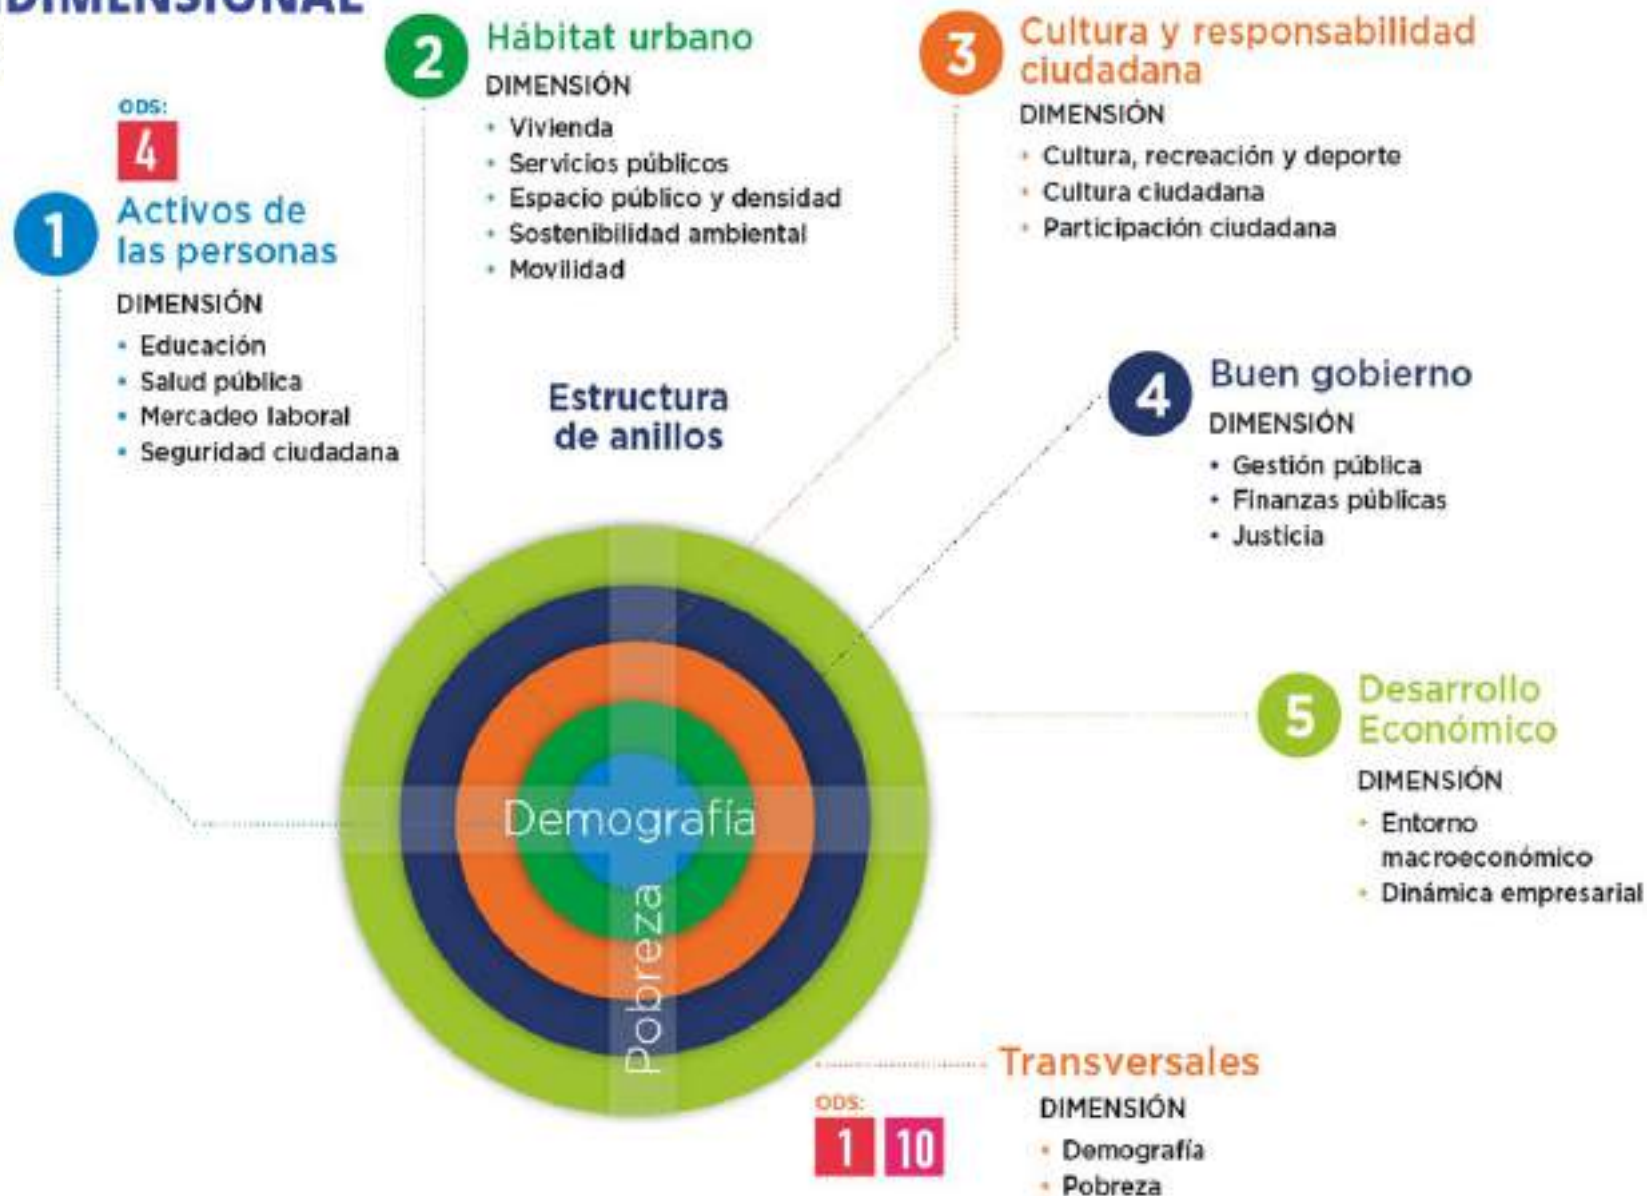 ODS:
4
1
Activos de
las personas
DIMENSIÓN
• Educación
• Salud pública
• Mercadeo laboral
• Seguridad ciudadana
2
Hábitat urbano
DIMENSIÓN
• Vivienda
• Servicios públicos
• Espacio público y densidad
• Sostenibilidad ambiental
• Movilidad
3
Cultura y responsabilidad
ciudadana
DIMENSIÓN
• Cultura, recreación y deporte
• Cultura ciudadana
• Participación ciudadana
4
Buen gobierno
DIMENSIÓN
• Gestión pública
• Finanzas públicas
• Justicia
5
Desarrollo
Económico
DIMENSIÓN
• Entorno
macroeconómico
• Dinámica empresarial
Estructura
de anillos
Demografía
Pobreza
Transversales
ODS:
1 10
DIMENSIÓN
• Demografía
• Pobreza